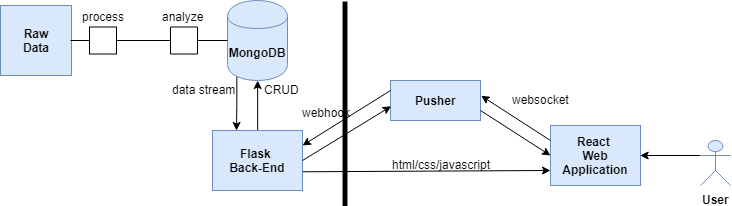 process
analyze
Raw
Data
MongoDB
data stream
CRUD
webhook
Pusher
websocket
Flask
Back-End
html/css/javascript
React
Web
Application
User